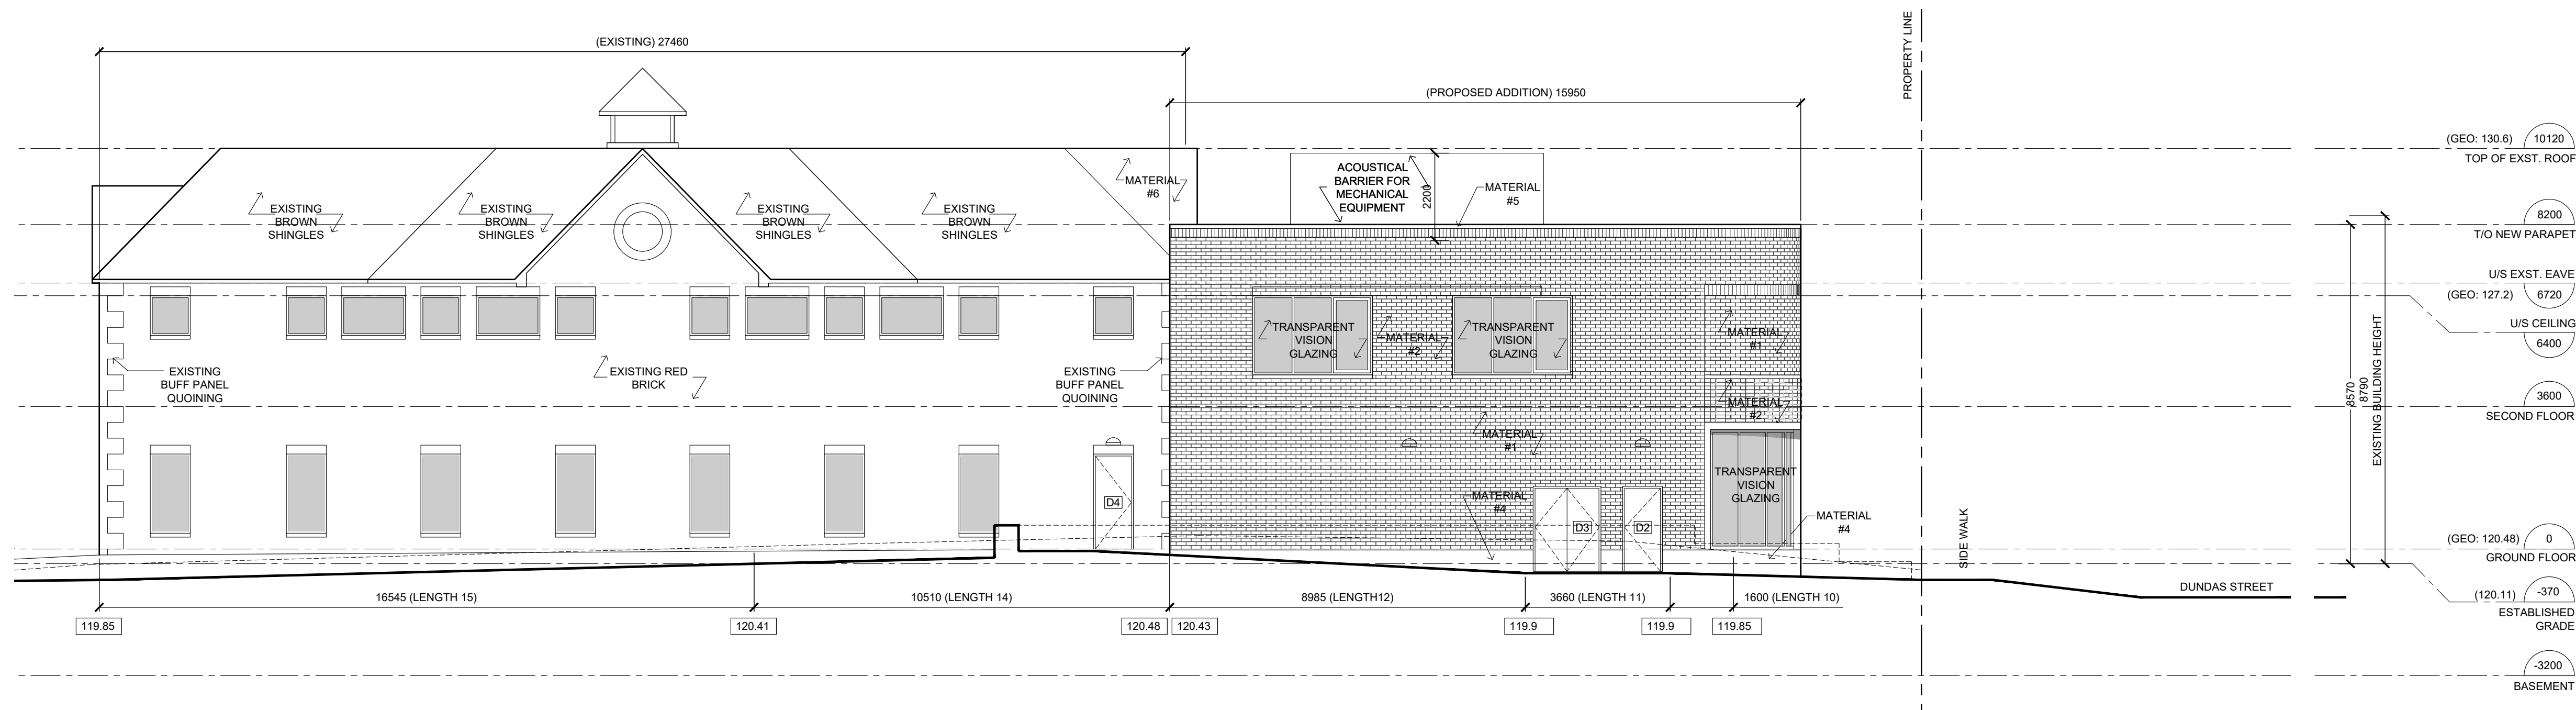 (EXISTING) 27460
PROPERTY LINE
(PROPOSED ADDITION) 15950
(GEO: 130.6)
10120
TOP OF EXST. ROOF
ACOUSTICAL
BARRIER FOR
MECHANICAL
EQUIPMENT
2200
MATERIAL
#5
MATERIAL
#6
EXISTING
BROWN
SHINGLES
EXISTING
BROWN
SHINGLES
EXISTING
BROWN
SHINGLES
EXISTING
BROWN
SHINGLES
8200
T/O NEW PARAPET
U/S EXST. EAVE
(GEO: 127.2)
6720
U/S CEILING
6400
TRANSPARENT
VISION
GLAZING
MATERIAL
#2
TRANSPARENT
VISION
GLAZING
MATERIAL
#1
EXISTING
BUFF PANEL
QUOINING
EXISTING RED
BRICK
EXISTING
BUFF PANEL
QUOINING
8570
8790
EXISTING BUILDING HEIGHT
3600
SECOND FLOOR
MATERIAL
#2
MATERIAL
#1
TRANSPARENT
VISION
GLAZING
D4
MATERIAL
#4
D3
D2
MATERIAL
#4
SIDE WALK
(GEO: 120.48)
0
GROUND FLOOR
DUNDAS STREET
(120.11)
-370
ESTABLISHED
GRADE
16545 (LENGTH 15)
10510 (LENGTH 14)
8985 (LENGTH12)
3660 (LENGTH 11)
1600 (LENGTH 10)
119.85
120.41
120.48
120.43
119.9
119.9
119.85
-3200
BASEMENT